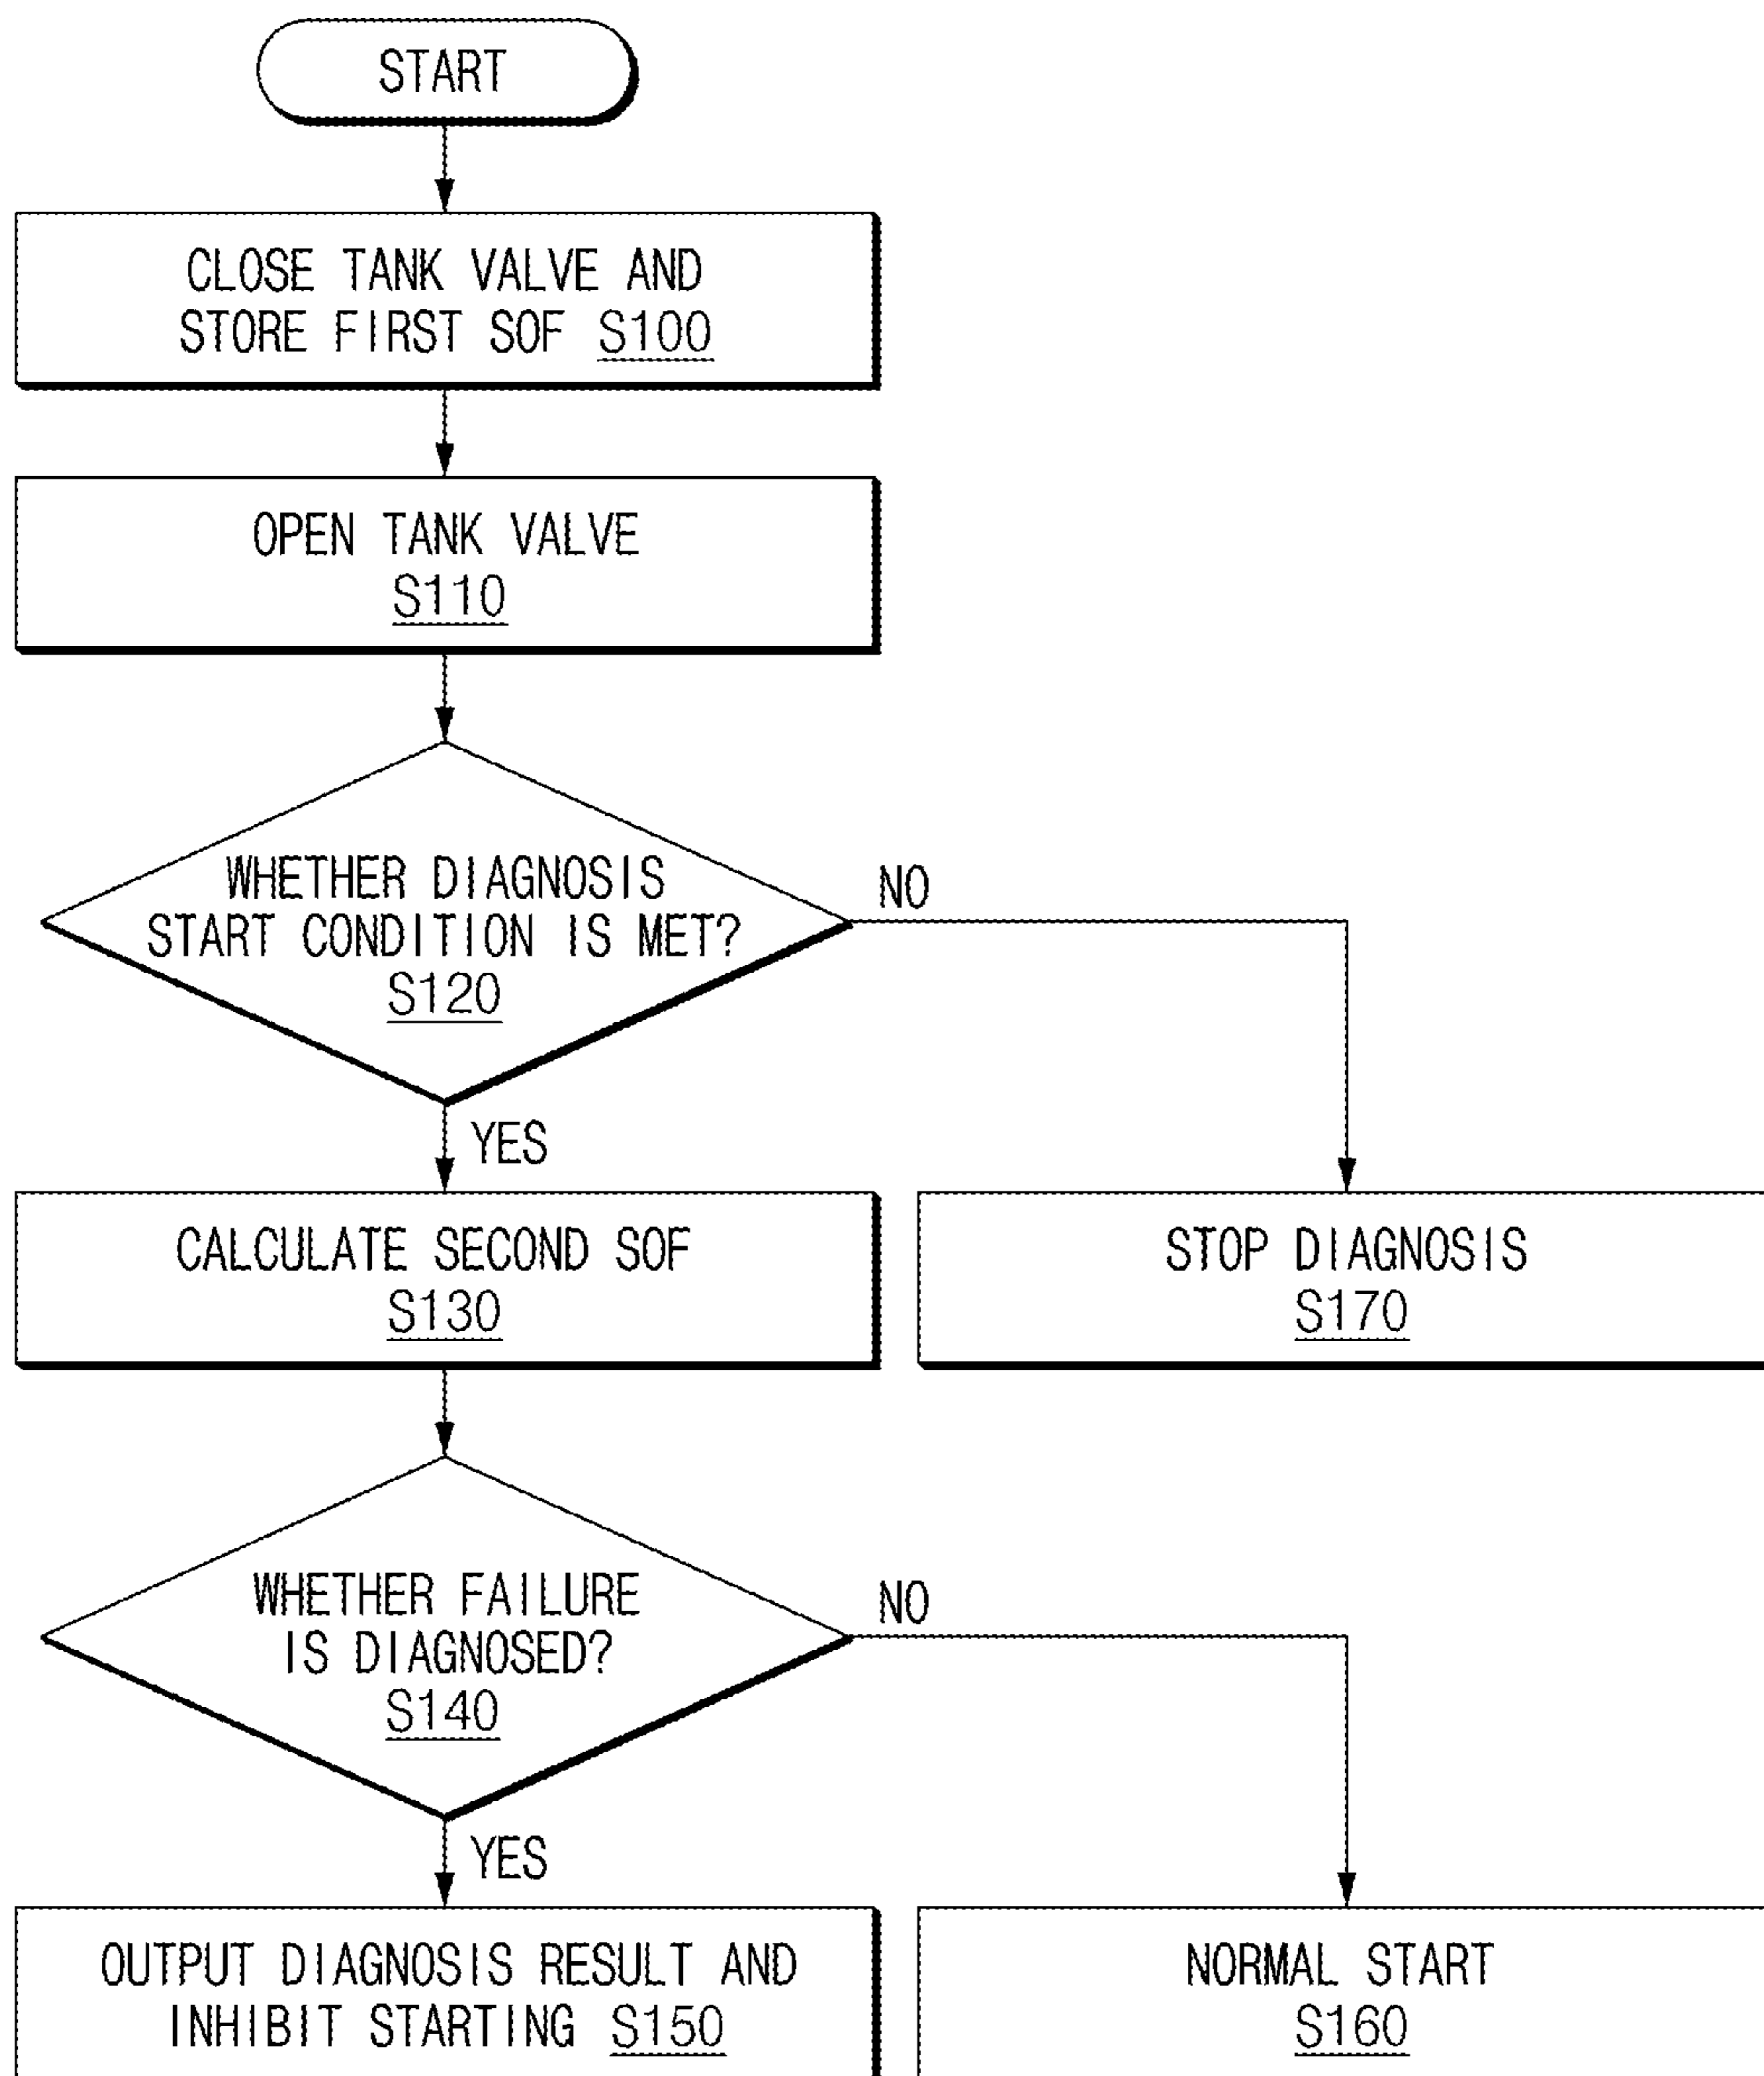 START
CLOSE TANK VALVE AND
STORE FIRST SOF S100
OPEN TANK VALVE
S110
WHETHER DIAGNOSIS
START CONDITION IS MET?
S120
NO
YES
CALCULATE SECOND SOF
S130
STOP DIAGNOSIS
S170
WHETHER FAILURE
IS DIAGNOSED?
S140
NO
YES
OUTPUT DIAGNOSIS RESULT AND
INHIBIT STARTING S150
NORMAL START
S160